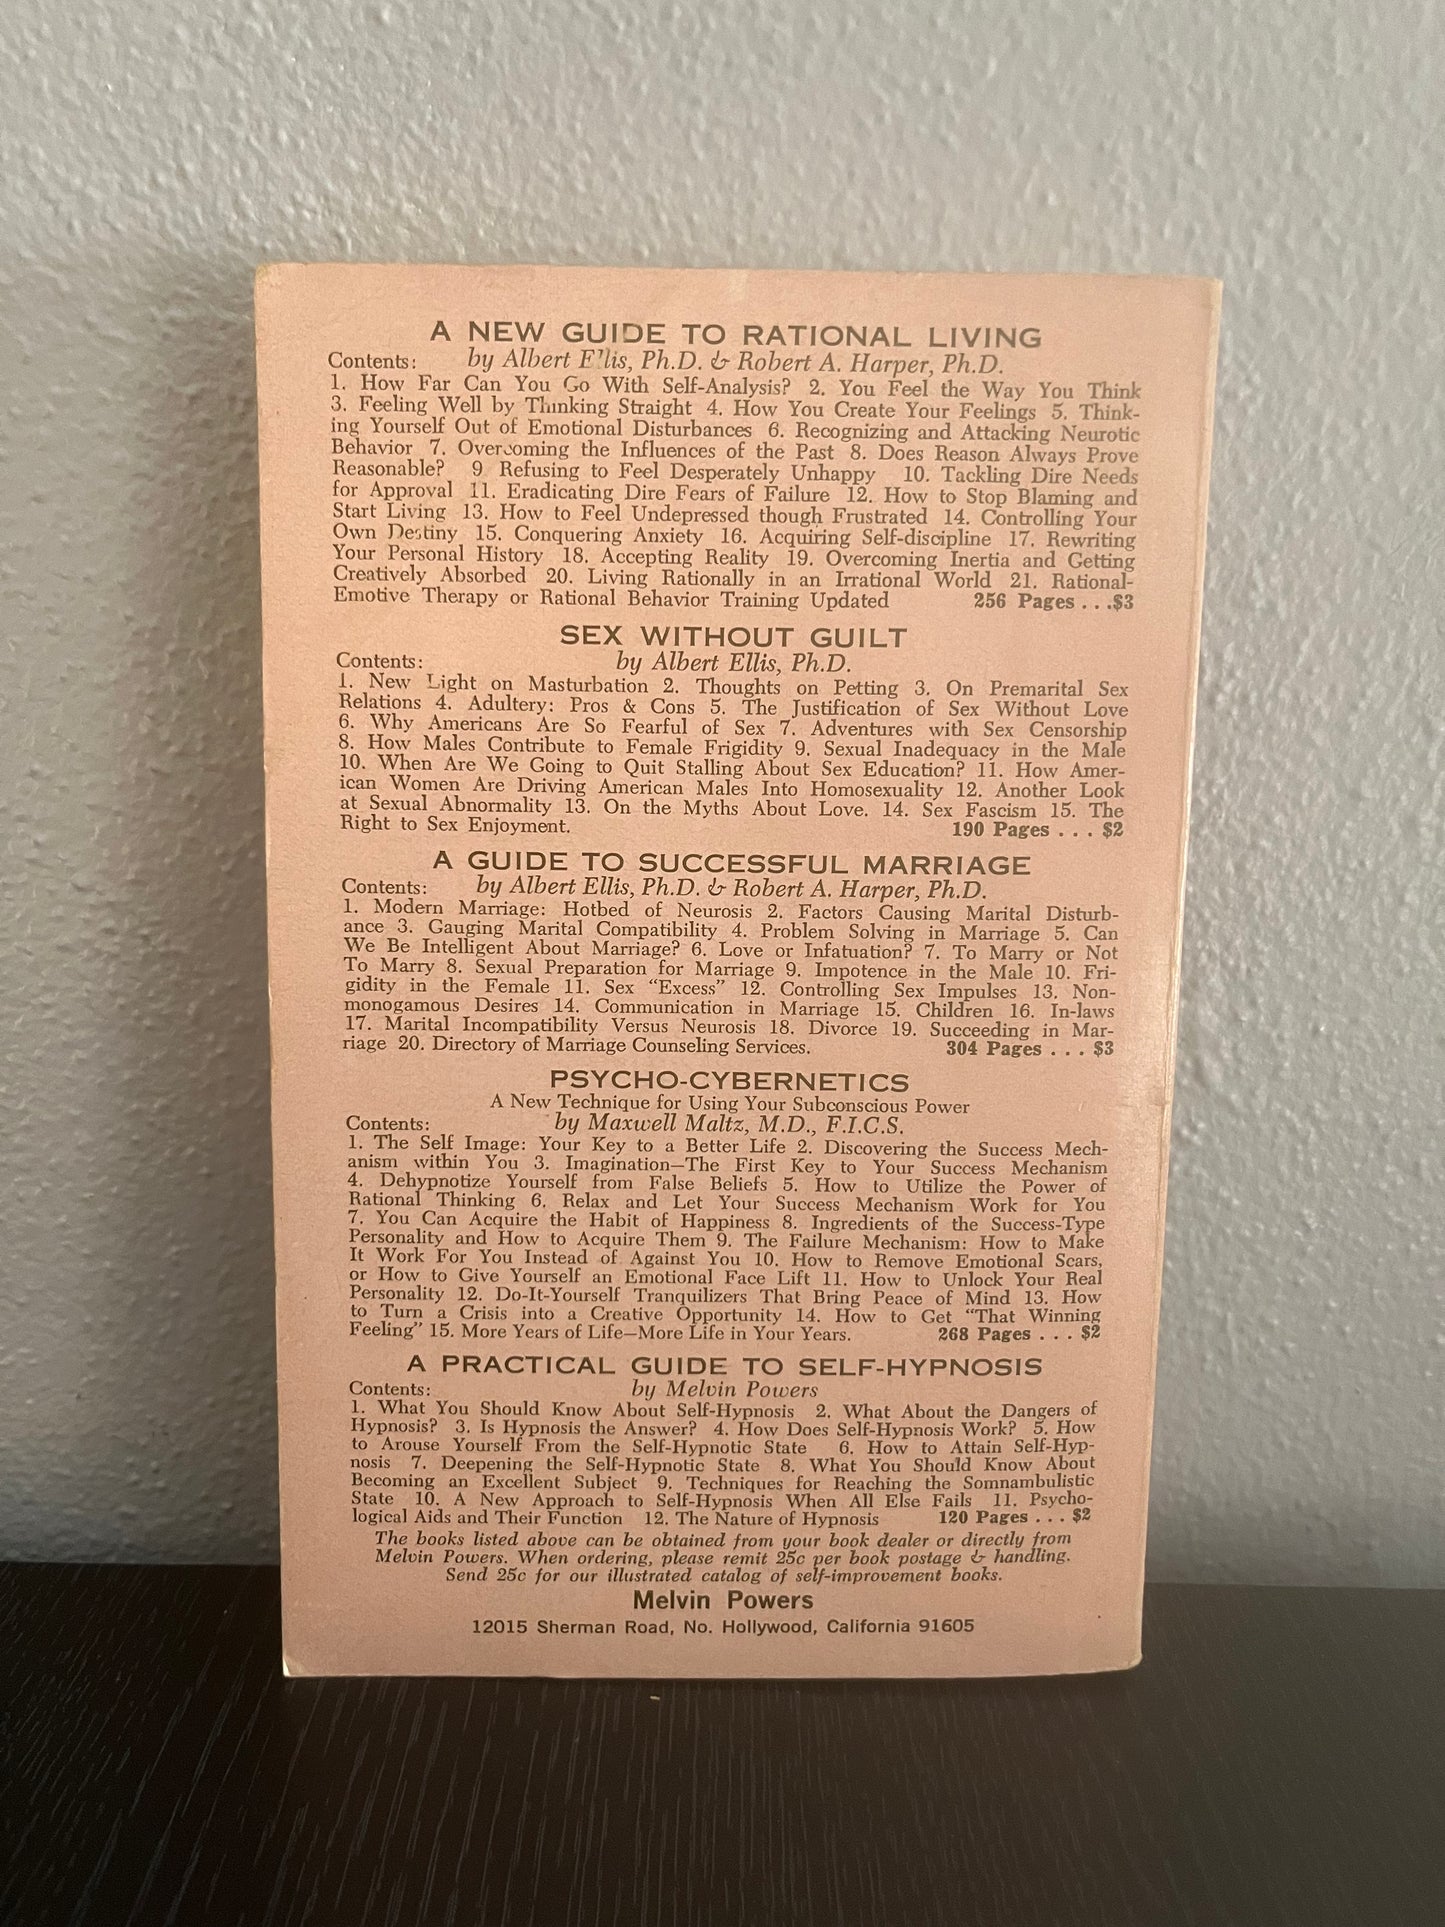 A NEW GUIDE TO RATIONAL LIVING
Contents: by Albert Ellis, Ph.D. & Robert A. Harper, Ph.D.
1. How Far Can You Go With Self-Analysis? 2. You Feel the Way You Think
3. Feeling Well by Thinking Straight 4. How You Create Your Feelings 5. Think-
ing Yourself Out of Emotional Disturbances 6. Recognizing and Attacking Neurotic
Behavior 7. Overcoming the Influences of the Past 8. Does Reason Always Prove
Reasonable? 9 Refusing to Feel Desperately Unhappy 10. Tackling Dire Needs
for Approval 11. Eradicating Dire Fears of Failure 12. How to Stop Blaming and
Start Living 13. How to Feel Undepressed though Frustrated 14. Controlling Your
Own Destiny 15. Conquering Anxiety 16. Acquiring Self-discipline 17. Rewriting
Your Personal History 18. Accepting Reality 19. Overcoming Inertia and Getting
Creatively Absorbed 20. Living Rationally in an Irrational World 21. Rational-
Emotive Therapy or Rational Behavior Training Updated 256 Pages . . .$3
SEX WITHOUT GUILT
Contents: by Albert Ellis, Ph.D.
1. New Light on Masturbation 2. Thoughts on Petting 3. On Premarital Sex
Relations 4. Adultery: Pros & Cons 5. The Justification of Sex Without Love
6. Why Americans Are So Fearful of Sex 7. Adventures with Sex Censorship
8. How Males Contribute to Female Frigidity 9. Sexual Inadequacy in the Male
10. When Are We Going to Quit Stalling About Sex Education? 11. How Amer-
ican Women Are Driving American Males Into Homosexuality 12. Another Look
at Sexual Abnormality 13. On the Myths About Love. 14. Sex Fascism 15. The
Right to Sex Enjoyment. 190 Pages . . . $2
A GUIDE TO SUCCESSFUL MARRIAGE
Contents: by Albert Ellis, Ph.D. & Robert A. Harper, Ph.D.
1. Modern Marriage: Hotbed of Neurosis 2. Factors Causing Marital Disturb-
ance 3. Gauging Marital Compatibility 4. Problem Solving in Marriage 5. Can
We Be Intelligent About Marriage? 6. Love or Infatuation? 7. To Marry or Not
To Marry 8. Sexual Preparation for Marriage 9. Impotence in the Male 10. Fri-
gidity in the Female 11. Sex "Excess" 12. Controlling Sex Impulses 13. Non-
monogamous Desires 14. Communication in Marriage 15. Children 16. In-laws
17. Marital Incompatibility Versus Neurosis 18. Divorce 19. Succeeding in Mar-
riage 20. Directory of Marriage Counseling Services. 304 Pages . . . $3
PSYCHO-CYBERNETICS
A New Technique for Using Your Subconscious Power
Contents: by Maxwell Maltz, M.D., F.I.C.S.
1. The Self Image: Your Key to a Better Life 2. Discovering the Success Mech-
anism within You 3. Imagination—The First Key to Your Success Mechanism
4. Dehypnotize Yourself from False Beliefs 5. How to Utilize the Power of
Rational Thinking 6. Relax and Let Your Success Mechanism Work for You
7. You Can Acquire the Habit of Happiness 8. Ingredients of the Success-Type
Personality and How to Acquire Them 9. The Failure Mechanism: How to Make
It Work For You Instead of Against You 10. How to Remove Emotional Scars,
or How to Give Yourself an Emotional Face Lift 11. How to Unlock Your Real
Personality 12. Do-It-Yourself Tranquilizers That Bring Peace of Mind 13. How
to Turn a Crisis into a Creative Opportunity 14. How to Get "That Winning
Feeling" 15. More Years of Life—More Life in Your Years. 268 Pages . . . $2
A PRACTICAL GUIDE TO SELF-HYPNOSIS
Contents: by Melvin Powers
1. What You Should Know About Self-Hypnosis 2. What About the Dangers of
Hypnosis? 3. Is Hypnosis the Answer? 4. How Does Self-Hypnosis Work? 5. How
to Arouse Yourself From the Self-Hypnotic State 6. How to Attain Self-Hyp-
nosis 7. Deepening the Self-Hypnotic State 8. What You Should Know About
Becoming an Excellent Subject 9. Techniques for Reaching the Somnambulistic
State 10. A New Approach to Self-Hypnosis When All Else Fails 11. Psycho-
logical Aids and Their Function 12. The Nature of Hypnosis 120 Pages . . . $2
The books listed above can be obtained from your book dealer or directly from
Melvin Powers. When ordering, please remit 25c per book postage & handling.
Send 25c for our illustrated catalog of self-improvement books.
Melvin Powers
12015 Sherman Road, No. Hollywood, California 91605